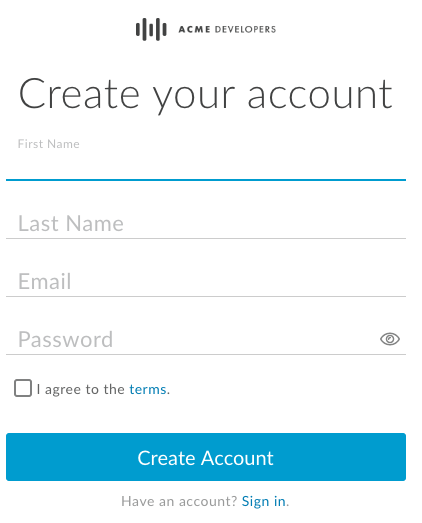 ACME DEVELOPERS
Create your account
First Name
Last Name
Email
Password
I agree to the terms.
Create Account
Have an account? Sign in.